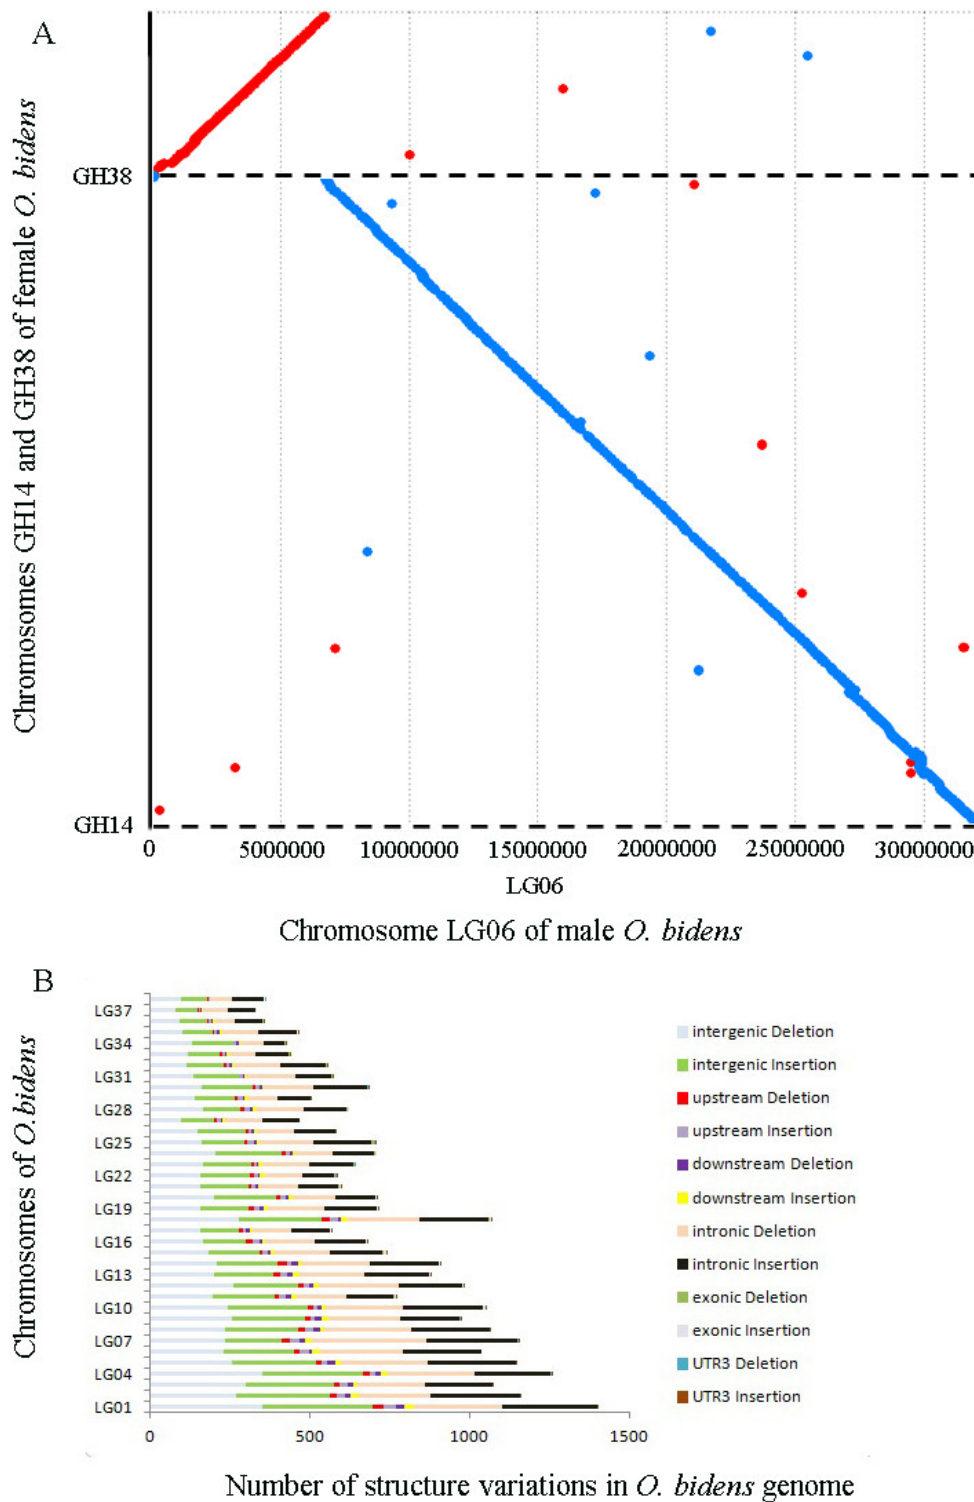 A
Chromosomes GH14 and GH38 of female O. bidens
GH38
GH14
0 5000000 10000000 15000000 20000000 25000000 30000000
LG06
Chromosome LG06 of male O. bidens
B
Chromosomes of O.bidens
LG37
LG34
LG31
LG28
LG25
LG22
LG19
LG16
LG13
LG10
LG07
LG04
LG01
0 500 1000 1500
intergenic Deletion
intergenic Insertion
upstream Deletion
upstream Insertion
downstream Deletion
downstream Insertion
intronic Deletion
intronic Insertion
exonic Deletion
exonic Insertion
UTR3 Deletion
UTR3 Insertion
Number of structure variations in O. bidens genome